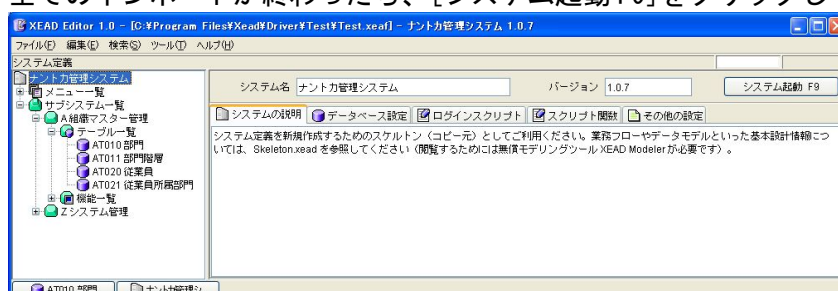 全てのインポートが終わったら、[システム起動F9]をクリックし
XEAD Editor 1.0 - [C:¥Program Files¥Xead¥Driver¥Test¥Test.xeaf] - ナントカ管理システム 1.0.7
ファイル(F) 編集(E) 検索(S) ツール(T) ヘルプ(H)
システム定義
ナントカ管理システム
メニュー一覧
サブシステム一覧
A 組織マスター管理
テーブル一覧
AT010 部門
AT011 部門階層
AT020 従業員
AT021 従業員所属部門
機能一覧
Z システム管理
システム名 ナントカ管理システム バージョン 1.0.7 システム起動 F9
システムの説明 データベース設定 ログインスクリプト スクリプト関数 その他の設定
システム定義を新規作成するためのスケルトン（コピー元）としてご利用ください。業務フローやデータモデルといった基本設計情報につ
いては、Skeleton.xead を参照してください（閲覧するためには無償モデリングツール XEAD Modeler が必要です）。
AT010 部門 ナントカ管理シ